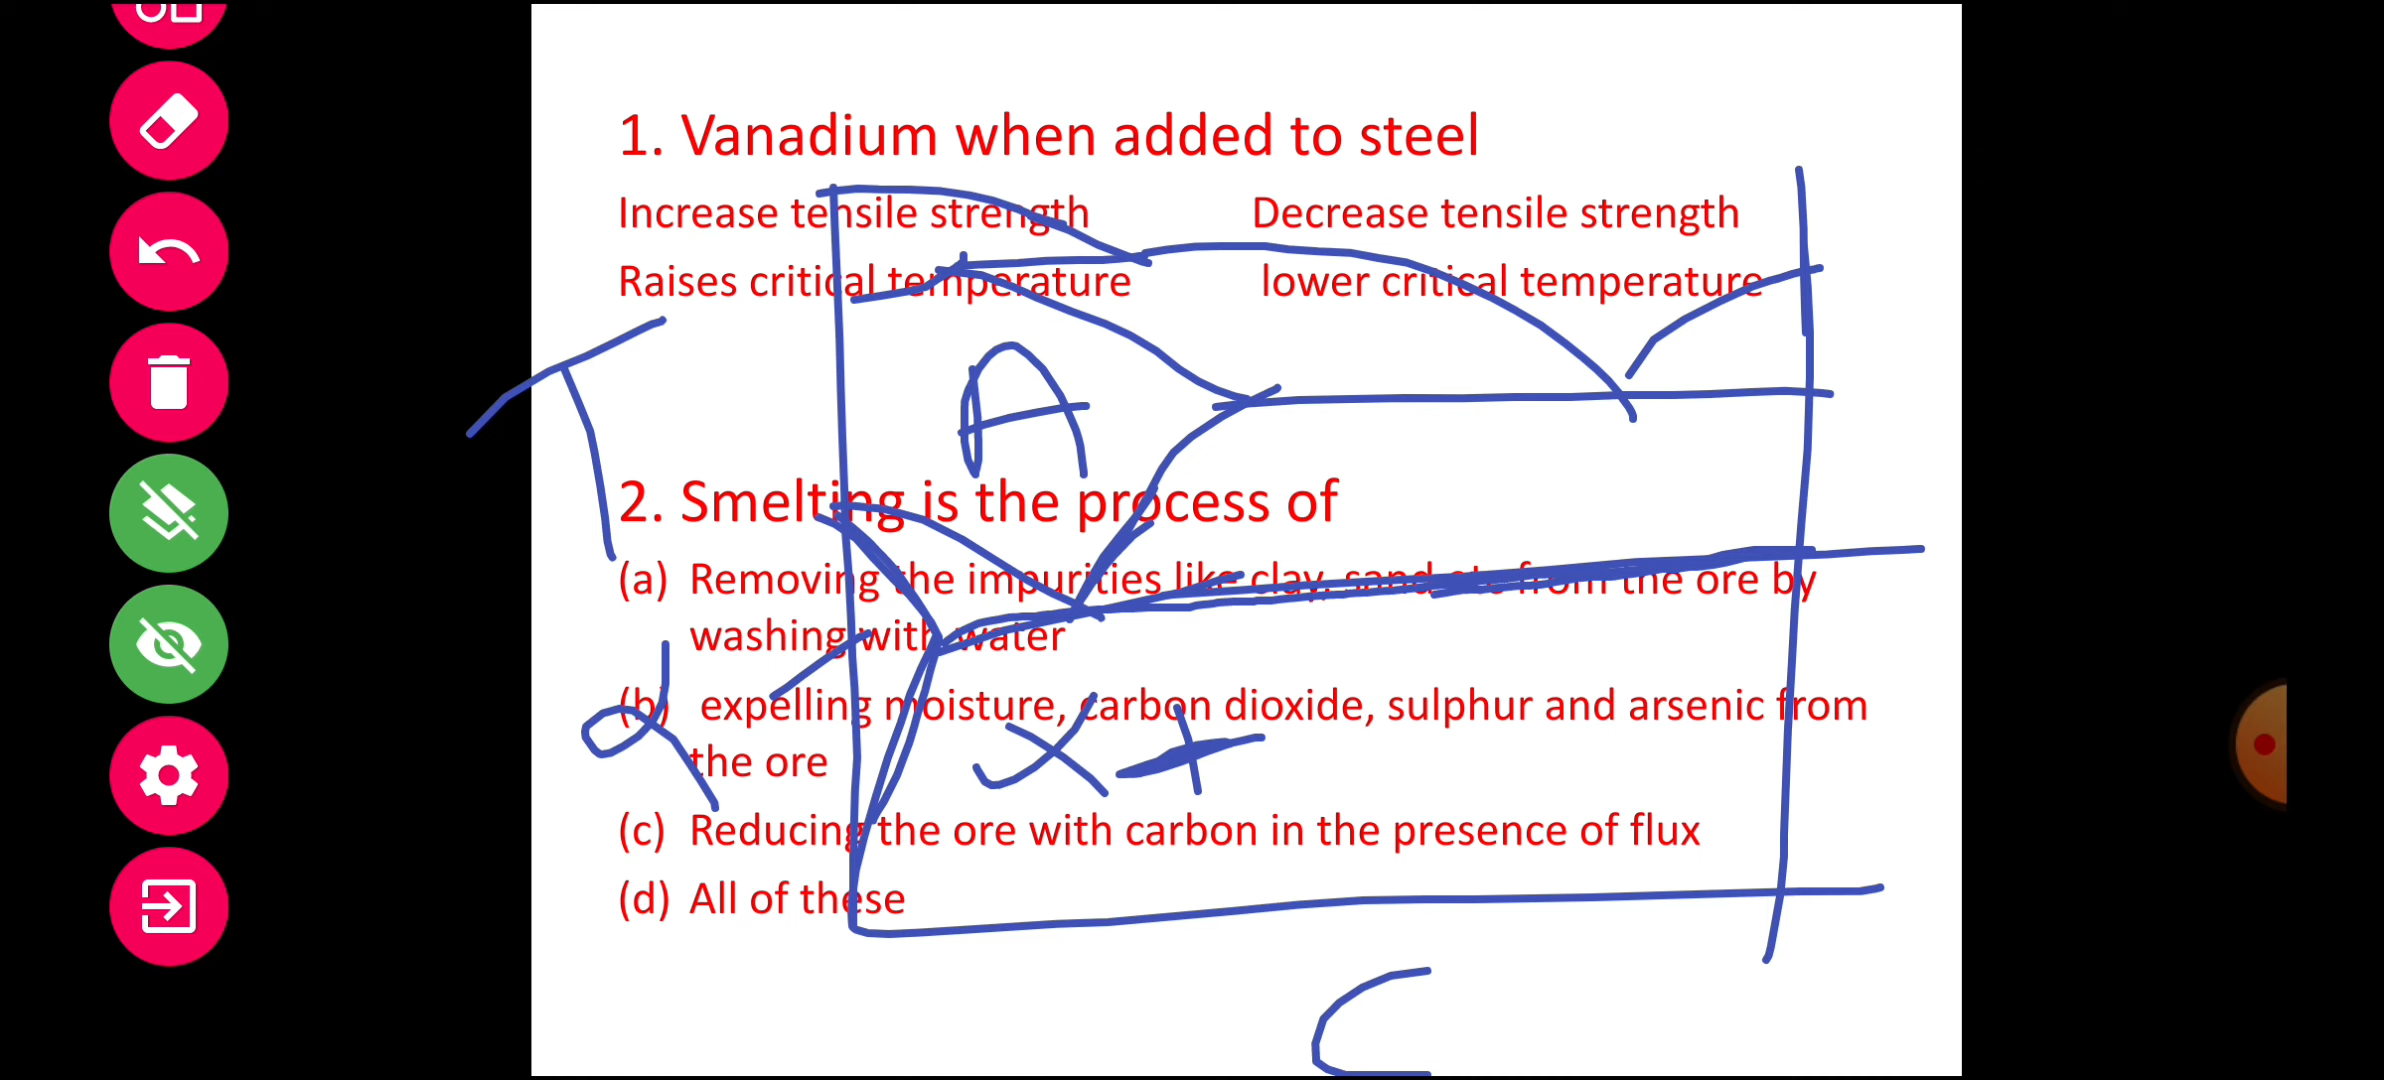 1. Vanadium when added to steel
Increase tensile strength Decrease tensile strength
Raises critical temperature lower critical temperature
T
A
2. Smelting is the process of
(a) Removing the impurities like clay, sand etc from the ore by
washing with water
(b) expelling moisture, carbon dioxide, sulphur and arsenic from
the ore
α
x+
(c) Reducing the ore with carbon in the presence of flux
(d) All of these
C